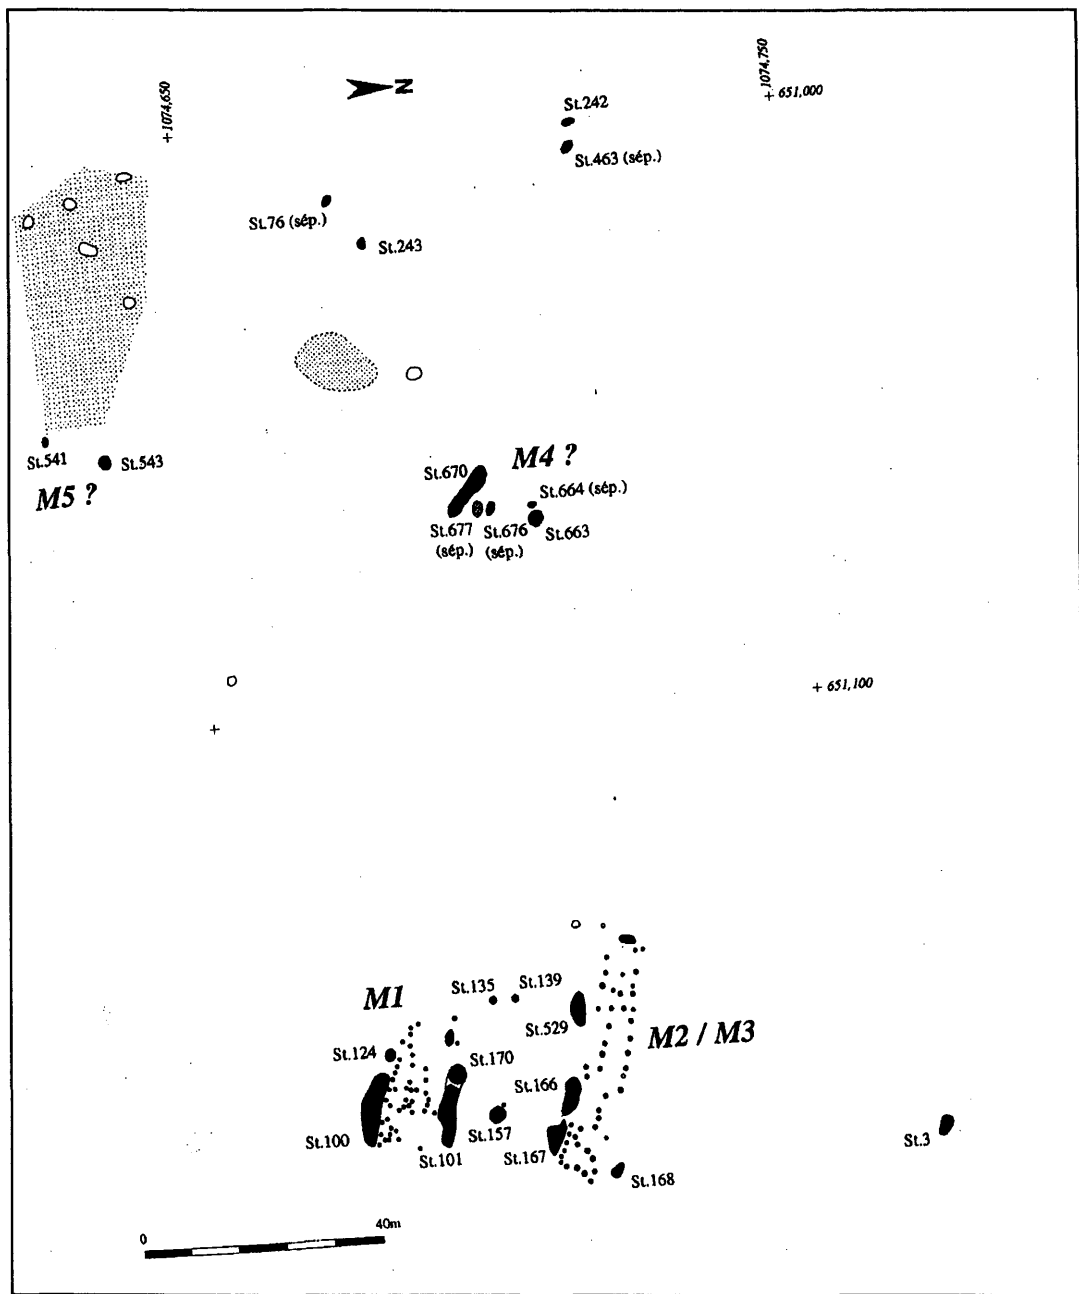 + 1074,650
N
1074,750
+ 651,000
St.242
St.463 (sép.)
St.76 (sép.)
St.243
St.541
St.543
M5 ?
St.670
M4 ?
St.664 (sép.)
St.677
(sép.)
St.676
(sép.)
St.663
+ 651,100
+
M1
St.135
St.139
St.529
M2 / M3
St.124
St.170
St.166
St.100
St.101
St.157
St.167
St.168
St.3
0
40m